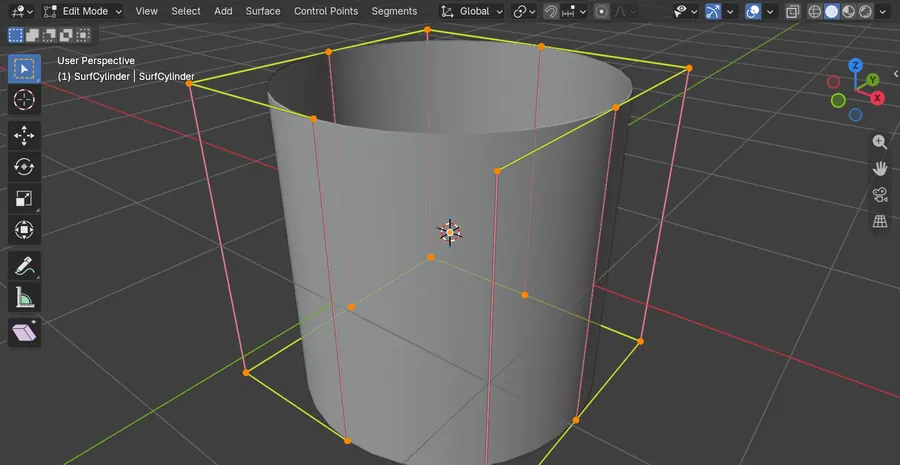 Edit Mode View Select Add Surface Control Points Segments Global
User Perspective
(1) SurfCylinder | SurfCylinder
Z
Y
X